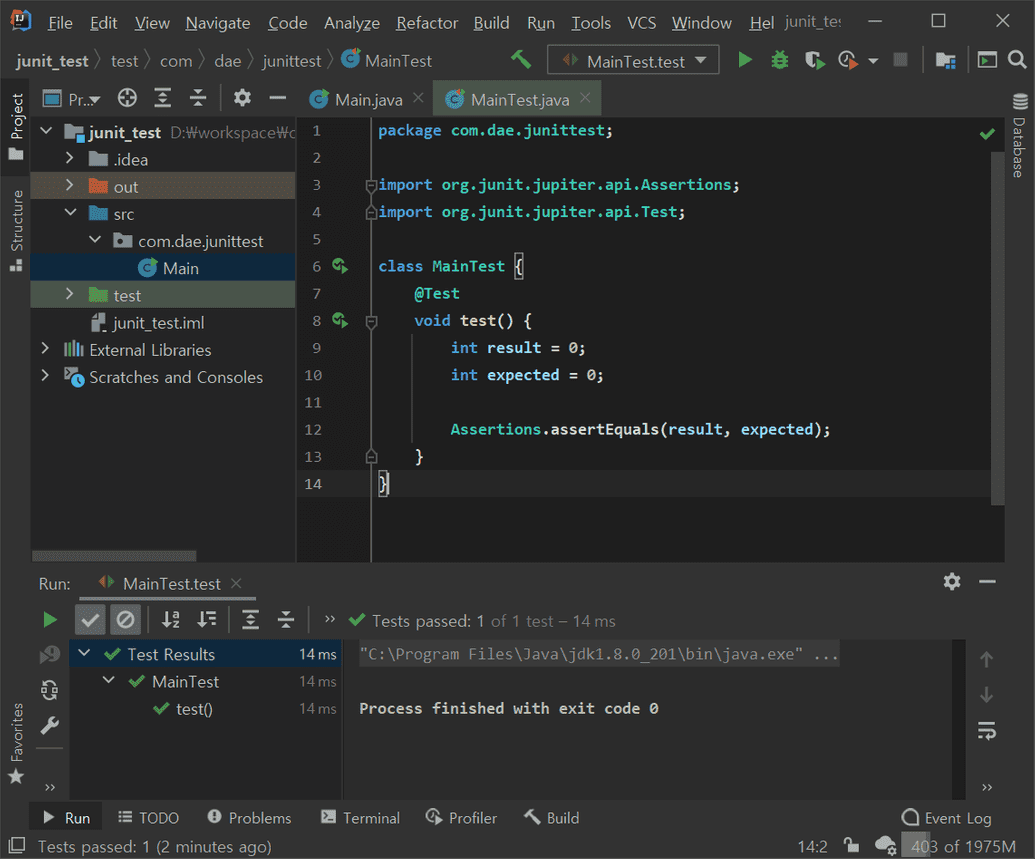 File Edit View Navigate Code Analyze Refactor Build Run Tools VCS Window Hel junit_tes
junit_test test com dae junittest MainTest MainTest.test
Project
Pr...
Main.java
MainTest.java
junit_test D:₩workspace₩c
.idea
out
src
com.dae.junittest
Main
test
junit_test.iml
External Libraries
Scratches and Consoles
Structure
Favorites
Database
1 package com.dae.junittest;
2
3 import org.junit.jupiter.api.Assertions;
4 import org.junit.jupiter.api.Test;
5
6 class MainTest {
7 @Test
8 void test() {
9 int result = 0;
10 int expected = 0;
11
12 Assertions.assertEquals(result, expected);
13 }
14 }
Run: MainTest.test
Tests passed: 1 of 1 test – 14 ms
Test Results 14 ms
MainTest 14 ms
test() 14 ms
"C:\Program Files\Java\jdk1.8.0_201\bin\java.exe" ...
Process finished with exit code 0
Run TODO Problems Terminal Profiler Build Event Log
Tests passed: 1 (2 minutes ago) 14:2 403 of 1975M